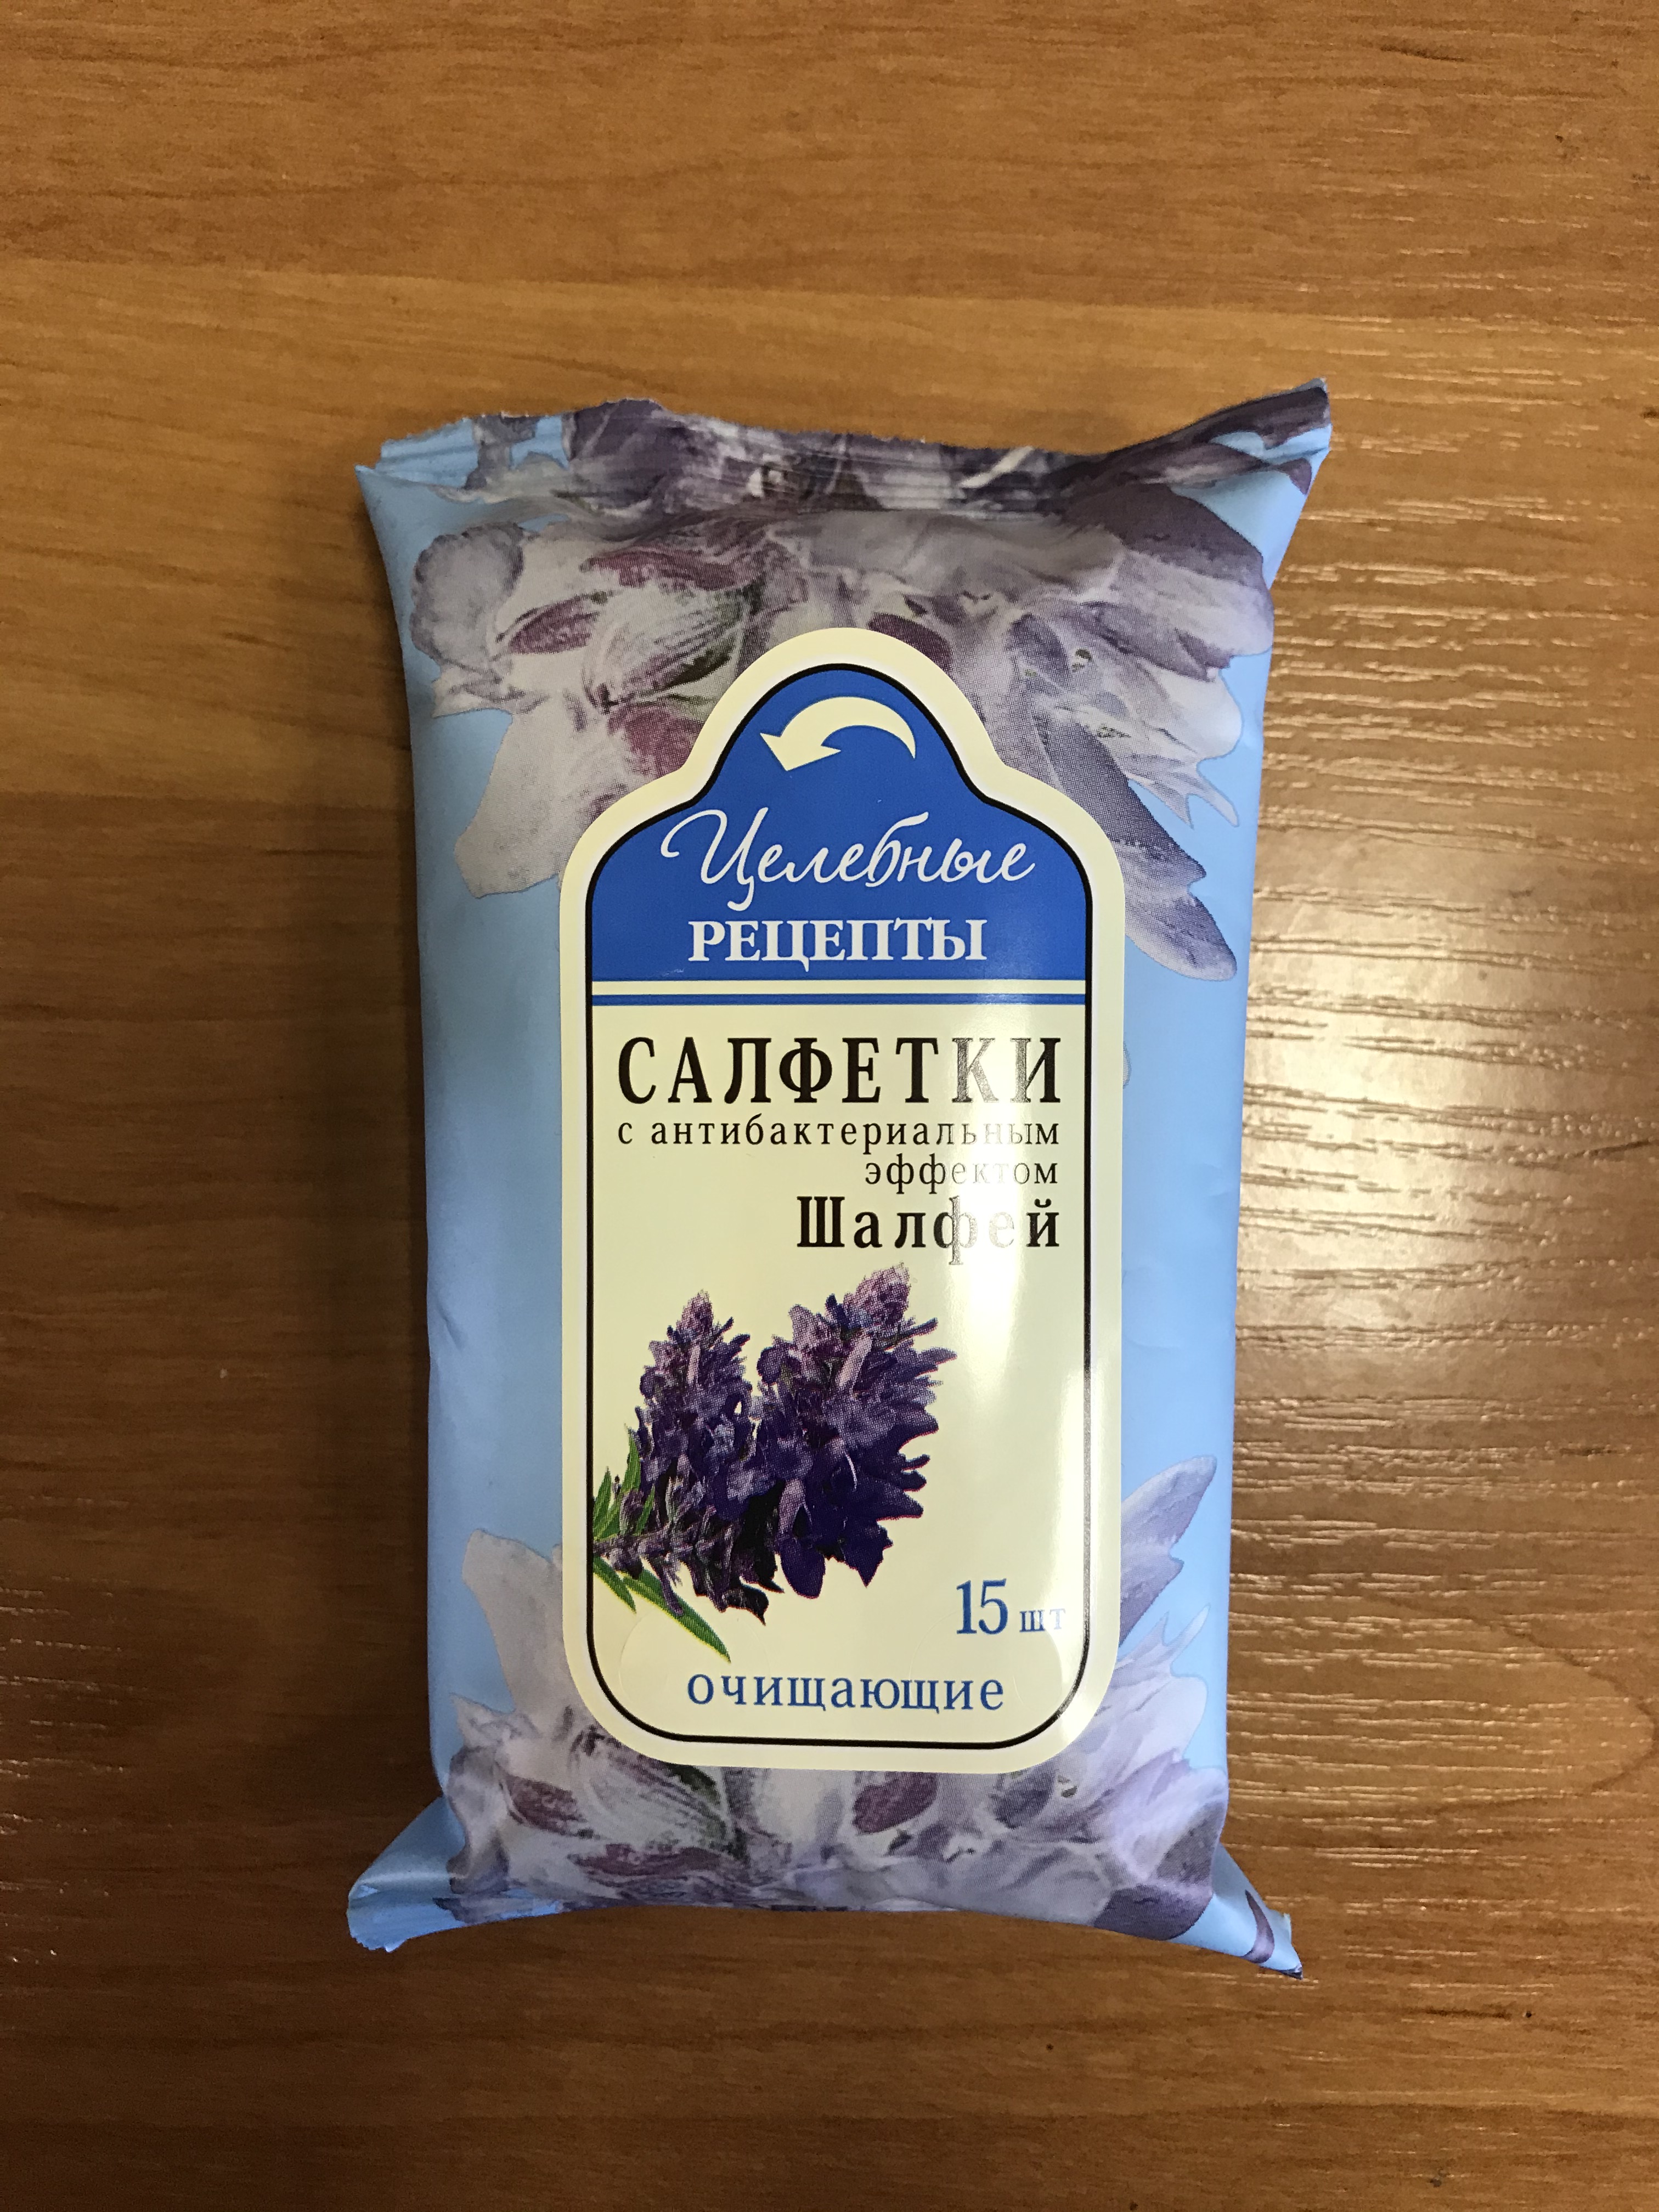 Целебные
РЕЦЕПТЫ
САЛФЕТКИ
с антибактериальным
эффектом
Шалфей
15 шт
очищающие